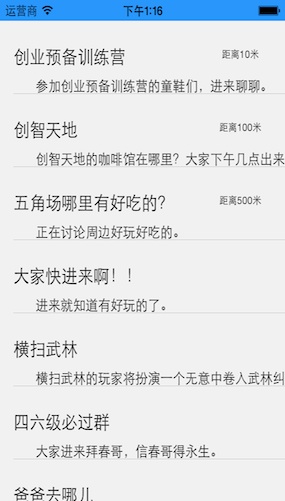 运营商 下午1:16
创业预备训练营 距离10米
参加创业预备训练营的童鞋们，进来聊聊。
创智天地 距离100米
创智天地的咖啡馆在哪里？大家下午几点出来
五角场哪里有好吃的? 距离500米
正在讨论周边好玩好吃的。
大家快进来啊！！
进来就知道有好玩的了。
横扫武林
横扫武林的玩家将扮演一个无意中卷入武林纠
四六级必过群
大家进来拜春哥，信春哥得永生。
爸爸去哪儿